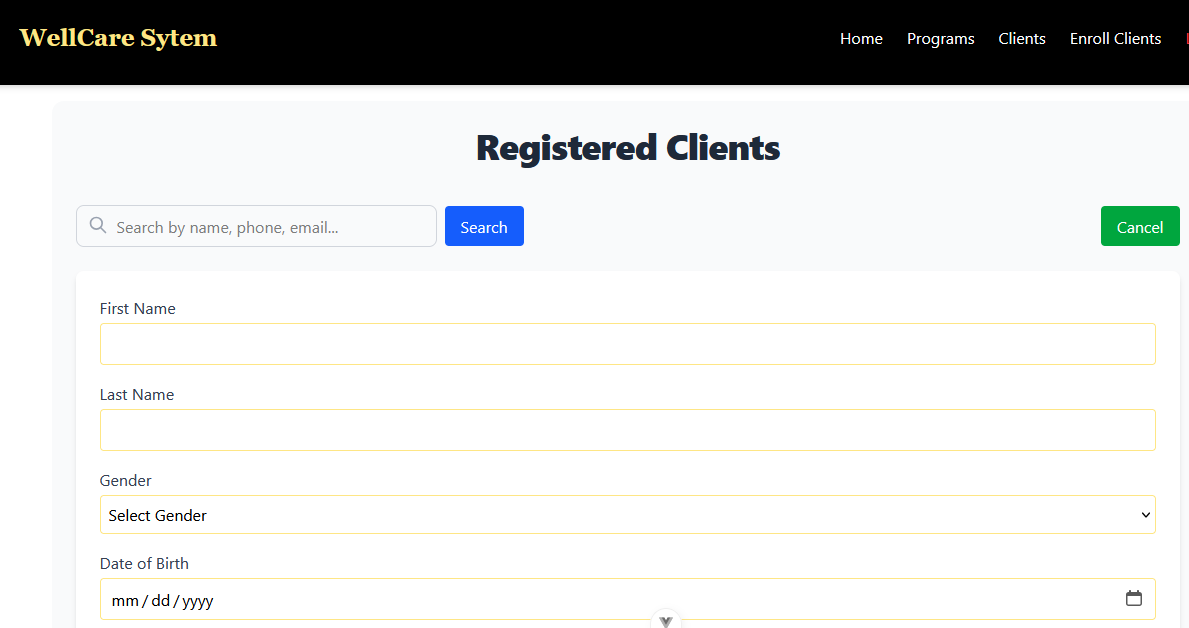 WellCare Sytem
Home Programs Clients Enroll Clients
Registered Clients
Search by name, phone, email... Search Cancel
First Name
Last Name
Gender
Select Gender
Date of Birth
mm/dd/yyyy